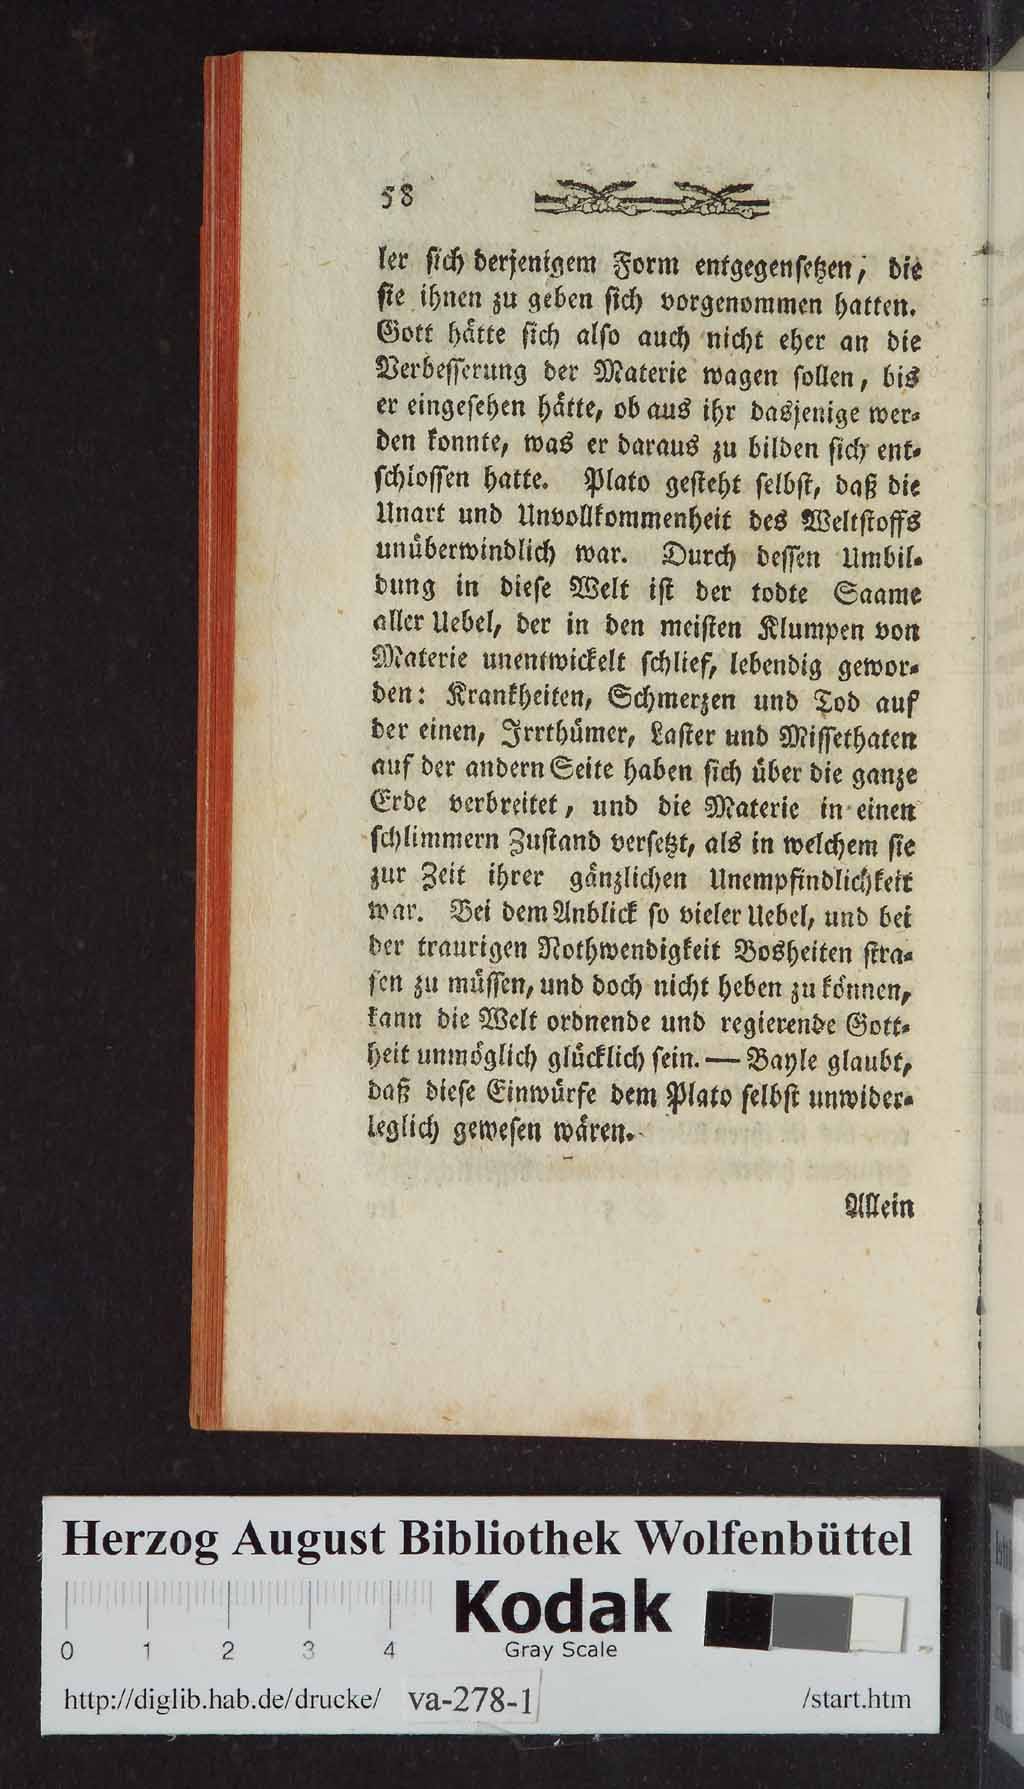 58
ler sich derjenigem Form entgegensetzen, die
sie ihnen zu geben sich vorgenommen hatten.
Gott hätte sich also auch nicht eher an die
Verbesserung der Materie wagen sollen, bis
er eingesehen hätte, ob aus ihr dasjenige wer-
den konnte, was er daraus zu bilden sich ent-
schlossen hatte. Plato gesteht selbst, daß die
Unart und Unvollkommenheit des Weltstoffs
unüberwindlich war. Durch dessen Umbil-
dung in diese Welt ist der todte Saame
aller Uebel, der in den meisten Klumpen von
Materie unentwickelt schlief, lebendig gewor-
den: Krankheiten, Schmerzen und Tod auf
der einen, Irrthümer, Laster und Missethaten
auf der andern Seite haben sich über die ganze
Erde verbreitet, und die Materie in einen
schlimmern Zustand versetzt, als in welchem sie
zur Zeit ihrer gänzlichen Unempfindlichkeit
war. Bei dem Anblick so vieler Uebel, und bei
der traurigen Nothwendigkeit Bosheiten stra-
fen zu müssen, und doch nicht heben zu können,
kann die Welt ordnende und regierende Gott-
heit unmöglich glücklich sein. — Bayle glaubt,
daß diese Einwürfe dem Plato selbst unwider-
leglich gewesen wären.
Allein
Herzog August Bibliothek Wolfenbüttel
Kodak
0 1 2 3 4 Gray Scale
http://diglib.hab.de/drucke/ va-278-1 /start.htm